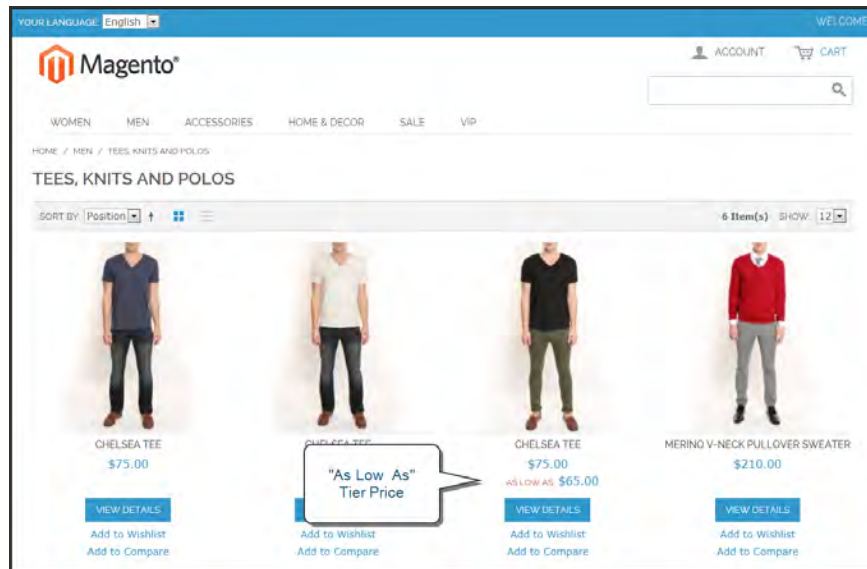 YOUR LANGUAGE: English
WELCOME
Magento®
ACCOUNT CART
WOMEN MEN ACCESSORIES HOME & DECOR SALE VIP
HOME / MEN / TEES, KNITS AND POLOS
TEES, KNITS AND POLOS
SORT BY Position 6 Item(s) SHOW 12
CHELSEA TEE CHELSEA TEE CHELSEA TEE MERINO V-NECK PULLOVER SWEATER
$75.00 $75.00 $210.00
"As Low As"
Tier Price
AS LOW AS: $65.00
VIEW DETAILS VIEW DETAILS VIEW DETAILS
Add to Wishlist Add to Wishlist Add to Wishlist Add to Wishlist
Add to Compare Add to Compare Add to Compare Add to Compare